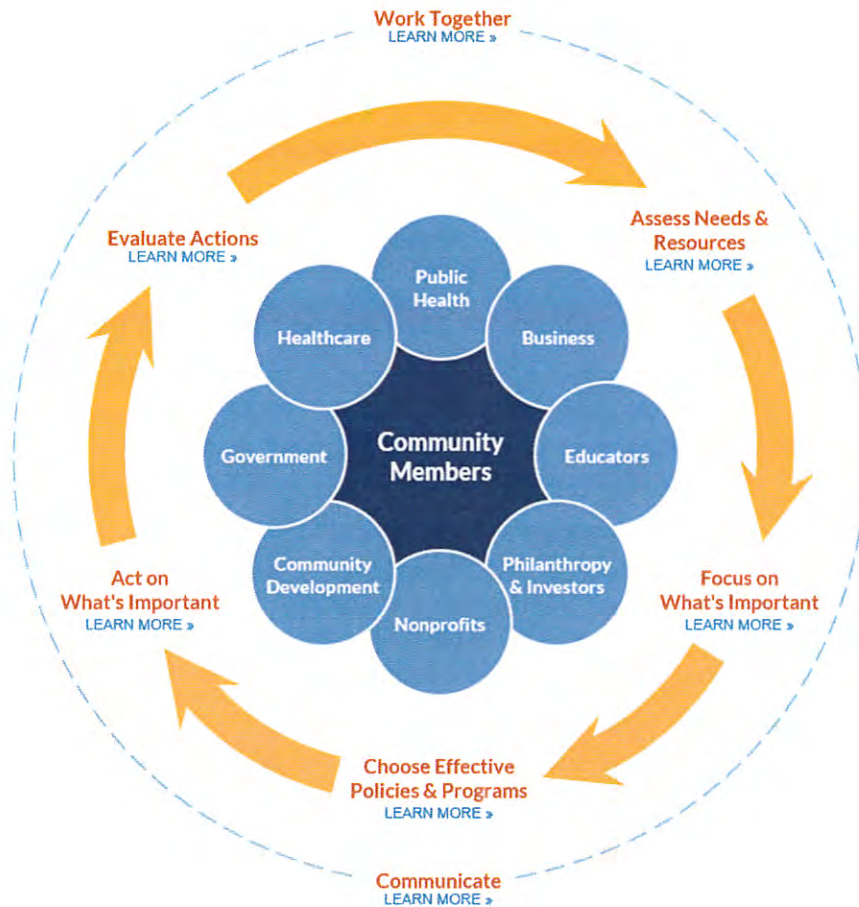 Work Together
LEARN MORE »
Evaluate Actions
LEARN MORE »
Assess Needs &
Resources
LEARN MORE »
Public
Health
Healthcare
Business
Government
Community
Members
Educators
Community
Development
Philanthropy
& Investors
Nonprofits
Act on
What's Important
LEARN MORE »
Focus on
What's Important
LEARN MORE »
Choose Effective
Policies & Programs
LEARN MORE »
Communicate
LEARN MORE »